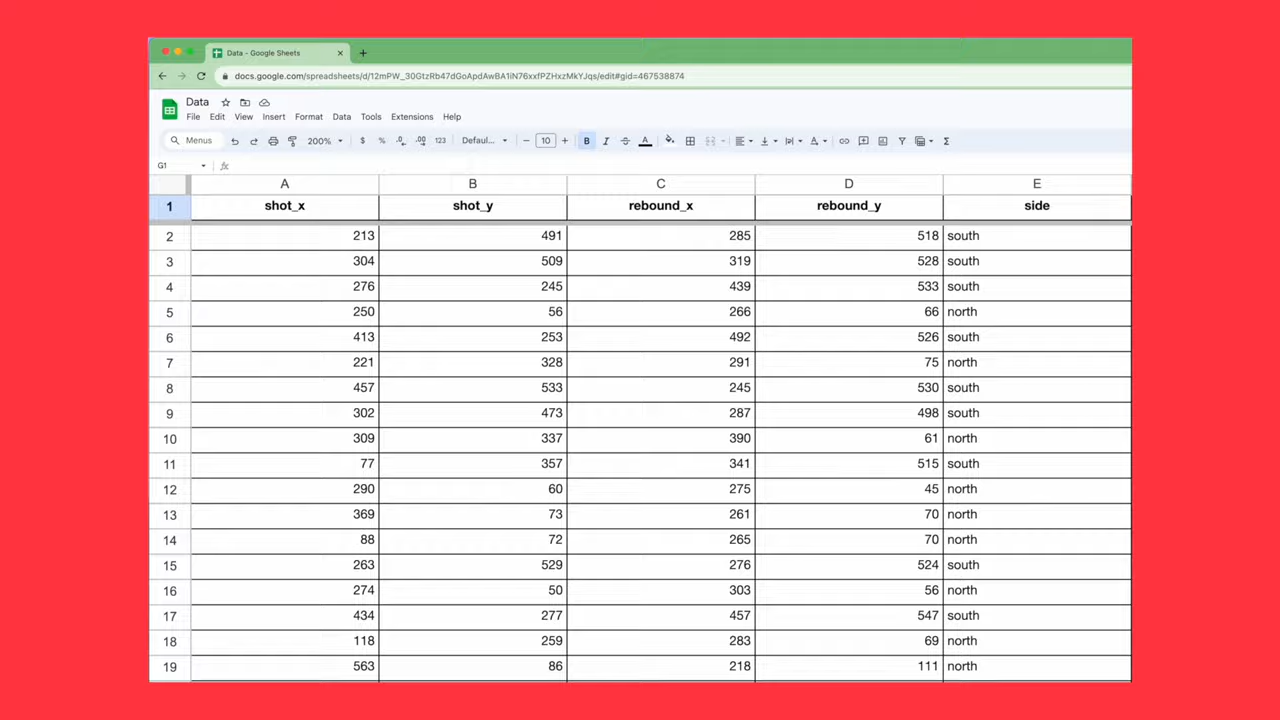 Data - Google Sheets
docs.google.com/spreadsheets/d/12mPW_30GtzRb47dGoApdAwBA1iN76xxfPZHxzMkYJqs/edit#gid=467538874
Data
File Edit View Insert Format Data Tools Extensions Help
Menus 200% $ % .0 .00 123 Defaul... 10 B I A
G1 fx
A B C D E
1 shot_x shot_y rebound_x rebound_y side
2 213 491 285 518 south
3 304 509 319 528 south
4 276 245 439 533 south
5 250 56 266 66 north
6 413 253 492 526 south
7 221 328 291 75 north
8 457 533 245 530 south
9 302 473 287 498 south
10 309 337 390 61 north
11 77 357 341 515 south
12 290 60 275 45 north
13 369 73 261 70 north
14 88 72 265 70 north
15 263 529 276 524 south
16 274 50 303 56 north
17 434 277 457 547 south
18 118 259 283 69 north
19 563 86 218 111 north